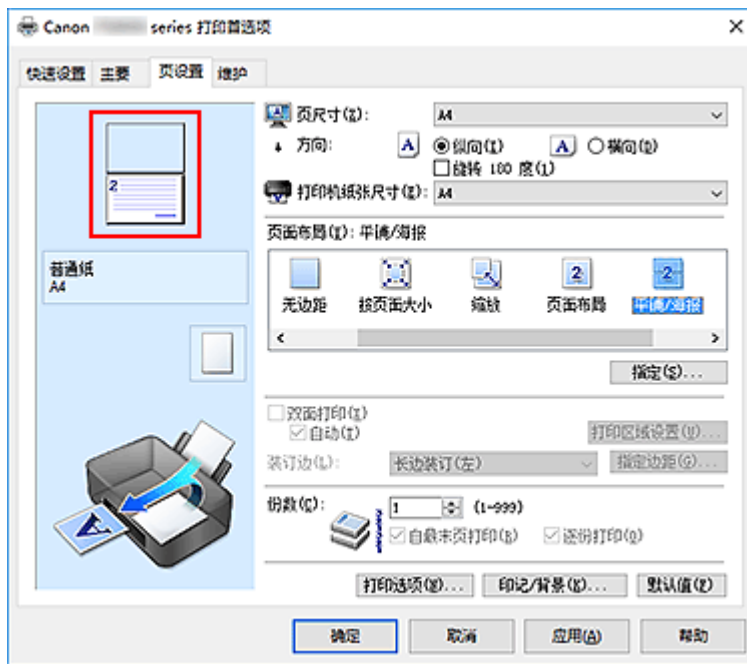 Canon series 打印首选项
快速设置 主要 页设置 维护
页尺寸(Z): A4
方向: A 纵向(T) A 横向(D)
旋转 180 度(1)
打印机纸张尺寸(E): A4
2
页面布局(Y): 平铺/海报
普通纸
A4
2 2
无边距 按页面大小 缩放 页面布局 平铺/海报
指定(S)...
双面打印(X)
自动(I)
打印区域设置(U)...
装订边(L): 长边装订(左) 指定边距(G)...
份数(C): 1 (1-999)
自最末页打印(B) 逐份打印(O)
打印选项(N)... 印记/背景(K)... 默认值(F)
确定 取消 应用(A) 帮助